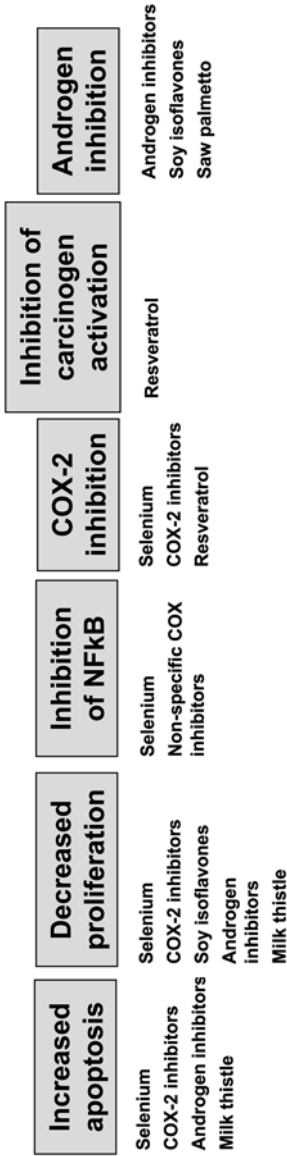 Increased
apoptosis
Selenium
COX-2 inhibitors
Androgen inhibitors
Milk thistle
Decreased
proliferation
Selenium
COX-2 inhibitors
Soy isoflavones
Androgen
inhibitors
Milk thistle
Inhibition
of NFkB
Selenium
Non-specific COX
inhibitors
COX-2
inhibition
Selenium
COX-2 inhibitors
Resveratrol
Inhibition of
carcinogen
activation
Resveratrol
Androgen
inhibition
Androgen inhibitors
Soy isoflavones
Saw palmetto